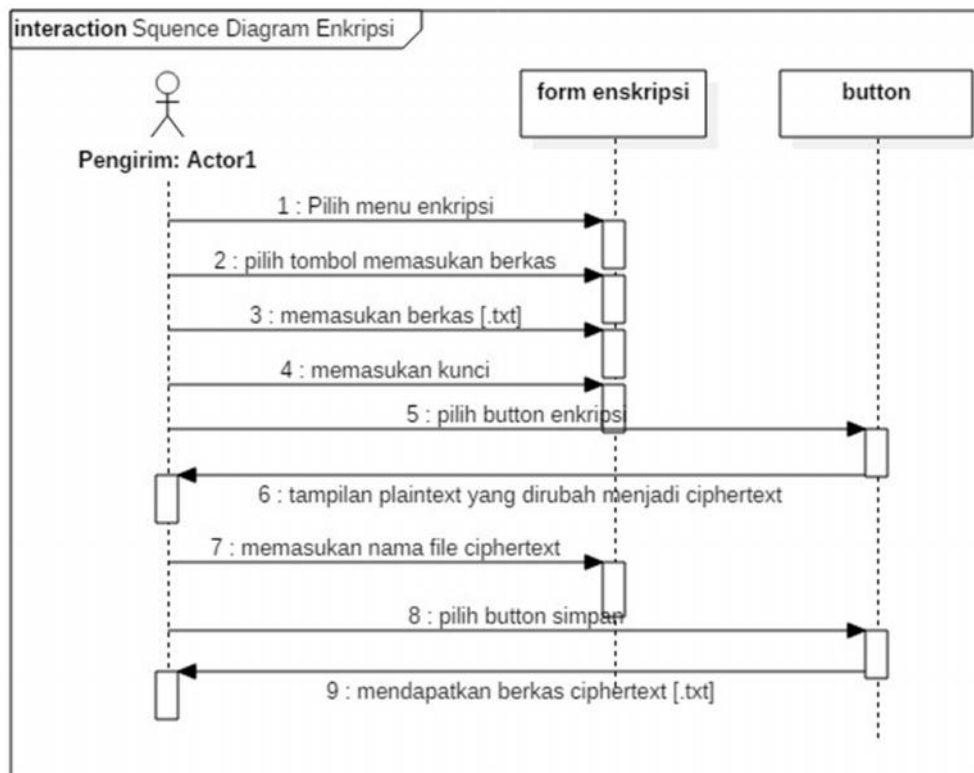 interaction Squence Diagram Enkripsi
form enskripsi
button
Pengirim: Actor1
1 : Pilih menu enkripsi
2 : pilih tombol memasukan berkas
3 : memasukan berkas [.txt]
4 : memasukan kunci
5 : pilih button enkripsi
6 : tampilan plaintext yang dirubah menjadi ciphertext
7 : memasukan nama file ciphertext
8 : pilih button simpan
9 : mendapatkan berkas ciphertext [.txt]